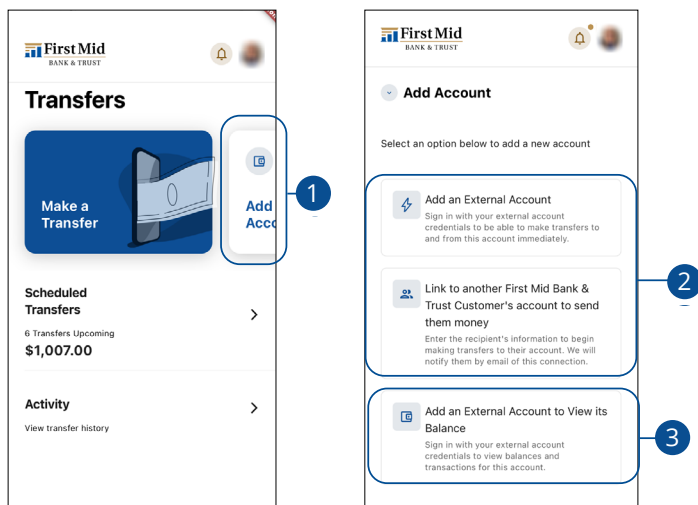 First Mid
BANK & TRUST
Transfers
Make a
Transfer
Add
Acco
Scheduled
Transfers
6 Transfers Upcoming
$1,007.00
Activity
View transfer history
1
First Mid
BANK & TRUST
Add Account
Select an option below to add a new account
Add an External Account
Sign in with your external account
credentials to be able to make transfers to
and from this account immediately.
Link to another First Mid Bank &
Trust Customer's account to send
them money
Enter the recipient's information to begin
making transfers to their account. We will
notify them by email of this connection.
2
Add an External Account to View its
Balance
Sign in with your external account
credentials to view balances and
transactions for this account.
3